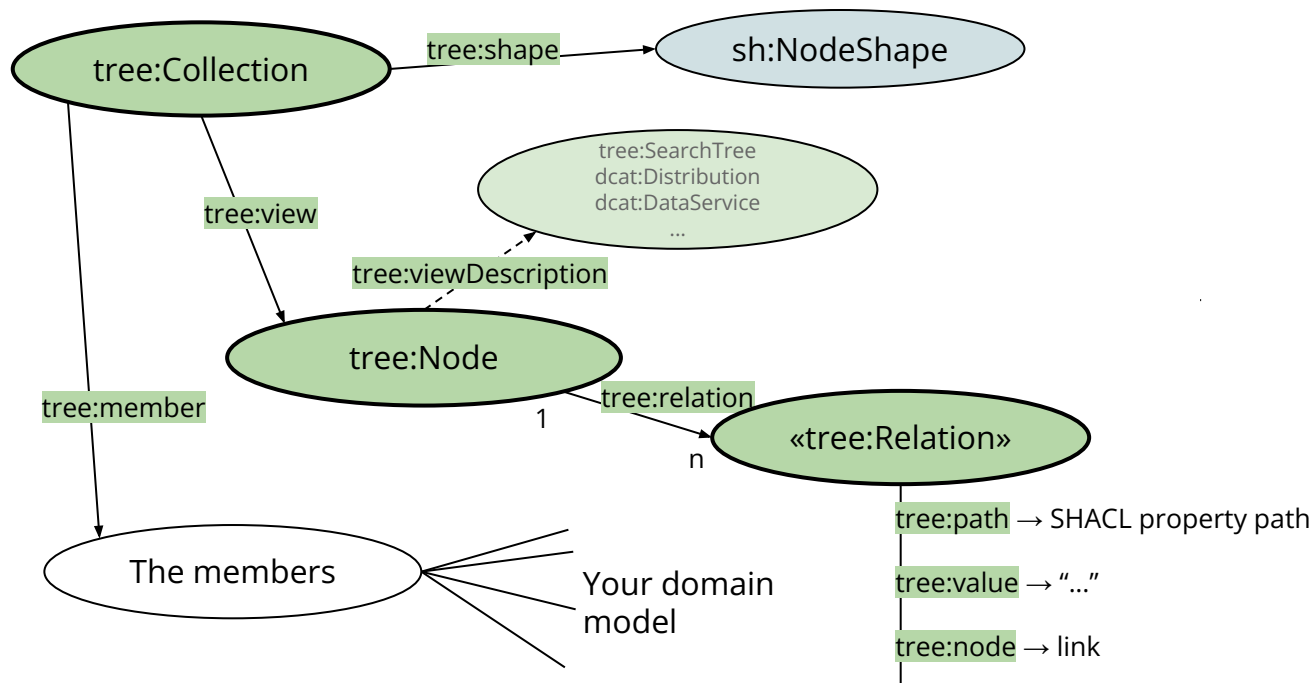 tree:Collection
tree:shape
sh:NodeShape
tree:SearchTree
dcat:Distribution
dcat:DataService
...
tree:view
tree:viewDescription
tree:Node
tree:member
tree:relation
1
n
«tree:Relation»
tree:path → SHACL property path
The members
Your domain
model
tree:value → “...”
tree:node → link